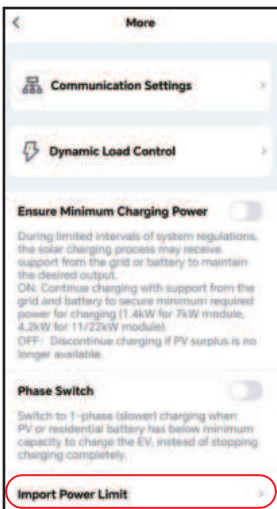 More
Communication Settings
Dynamic Load Control
Ensure Minimum Charging Power
During limited intervals of system regulations,
the solar charging process may receive
support from the grid or battery to maintain
the desired output.
ON: Continue charging with support from the
grid and battery to secure minimum required
power for charging (1.4kW for 7kW module,
4.2kW for 11/22kW module).
OFF: Discontinue charging if PV surplus is no
longer available.
Phase Switch
Switch to 1-phase (slower) charging when
PV or residential battery has below minimum
capacity to charge the EV, instead of stopping
charging completely.
Import Power Limit